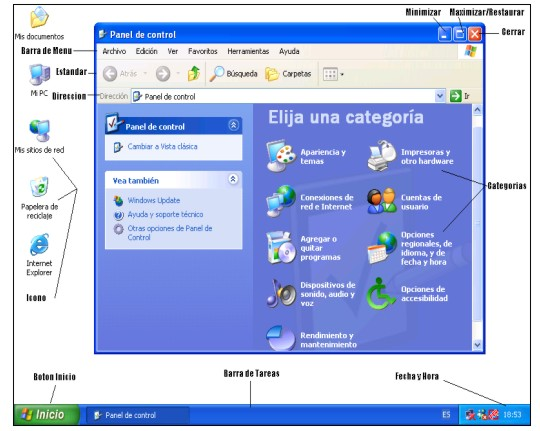 Minimizar Maximizar/Restaurar
Cerrar
Mis documentos
Panel de control
Barra de Menu
Archivo Edición Ver Favoritos Herramientas Ayuda
Estandar
Atrás Búsqueda Carpetas
Mi PC
Direccion
Dirección Panel de control Ir
Panel de control
Cambiar a Vista clásica
Vea también
Windows Update
Ayuda y soporte técnico
Otras opciones de Panel de
Control
Elija una categoría
Apariencia y
temas
Impresoras y
otro hardware
Conexiones de
red e Internet
Cuentas de
usuario
Agregar o
quitar
programas
Opciones
regionales, de
idioma, y de
fecha y hora
Dispositivos de
sonido, audio y
voz
Opciones de
accesibilidad
Rendimiento y
mantenimiento
Categorias
Mis sitios de red
Papelera de
reciclaje
Internet
Explorer
Icono
Boton Inicio
Barra de Tareas
Fecha y Hora
Inicio
Panel de control
ES
18:53